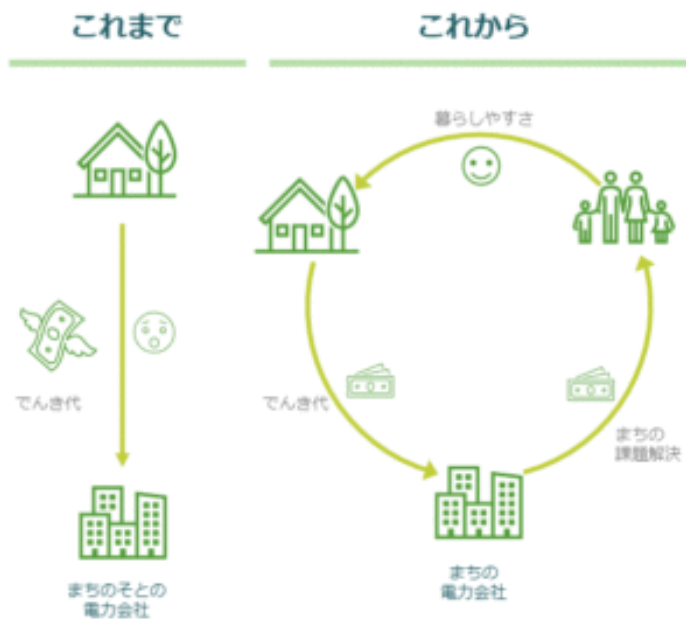 これまで
これから
暮らしやすさ
でんき代
でんき代
まちの
課題解決
まちのそとの
電力会社
まちの
電力会社